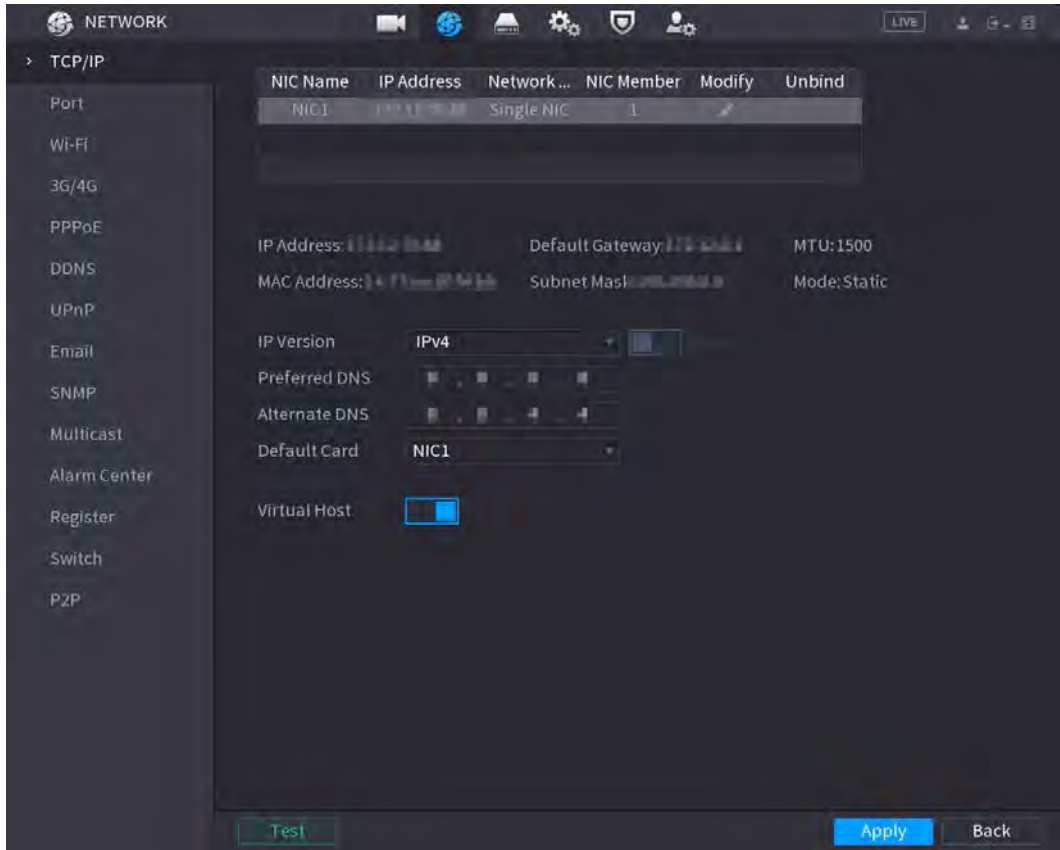 NETWORK
LIVE
TCP/IP
Port
Wi-Fi
3G/4G
PPPoE
DDNS
UPnP
Email
SNMP
Multicast
Alarm Center
Register
Switch
P2P
NIC Name IP Address Network ... NIC Member Modify Unbind
NIC1 Single NIC 1
IP Address: Default Gateway: MTU:1500
MAC Address: Subnet Mask Mode:Static
IP Version IPv4
Preferred DNS
Alternate DNS
Default Card NIC1
Virtual Host
Test Apply Back